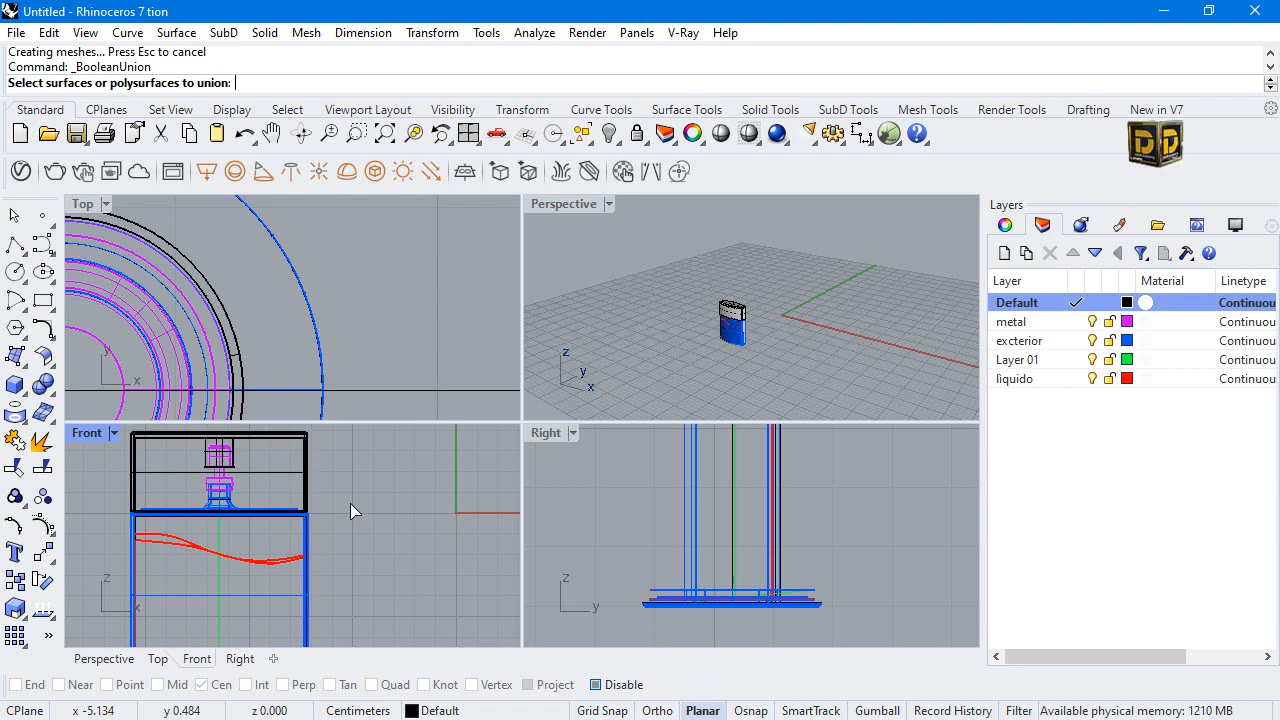 Untitled - Rhinoceros 7 tion
File Edit View Curve Surface SubD Solid Mesh Dimension Transform Tools Analyze Render Panels V-Ray Help
Creating meshes... Press Esc to cancel
Command: _BooleanUnion
Select surfaces or polysurfaces to union:
Standard CPlanes Set View Display Select Viewport Layout Visibility Transform Curve Tools Surface Tools Solid Tools SubD Tools Mesh Tools Render Tools Drafting New in V7
Top
y
x
Perspective
z
y
x
Front
z
x
Right
z
y
Layers
Layer Material Linetype
Default Continuou
metal Continuou
excterior Continuou
Layer 01 Continuou
liquido Continuou
Perspective Top Front Right
End Near Point Mid Cen Int Perp Tan Quad Knot Vertex Project Disable
CPlane x -5.134 y 0.484 z 0.000 Centimeters Default Grid Snap Ortho Planar Osnap SmartTrack Gumball Record History Filter Available physical memory: 1210 MB